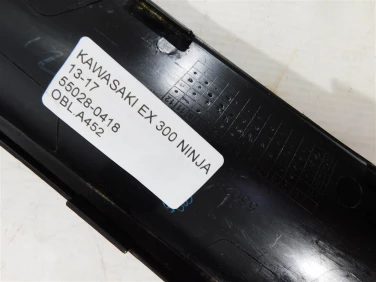 KAWASAKI EX 300 NINJA
13-17
55028-0418
OBL.A452